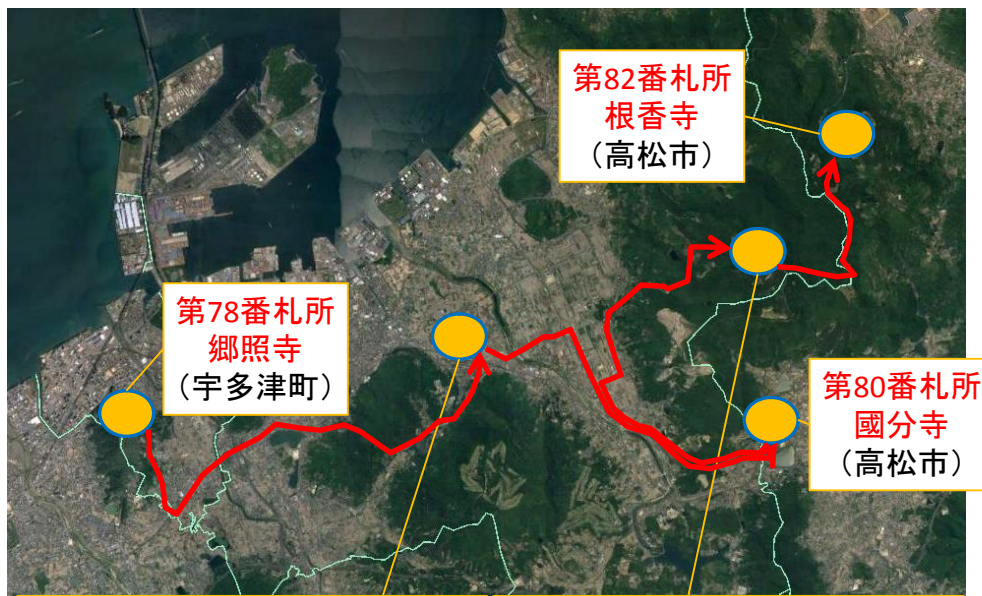 第82番札所
根香寺
（高松市）
第78番札所
郷照寺
（宇多津町）
第80番札所
國分寺
（高松市）